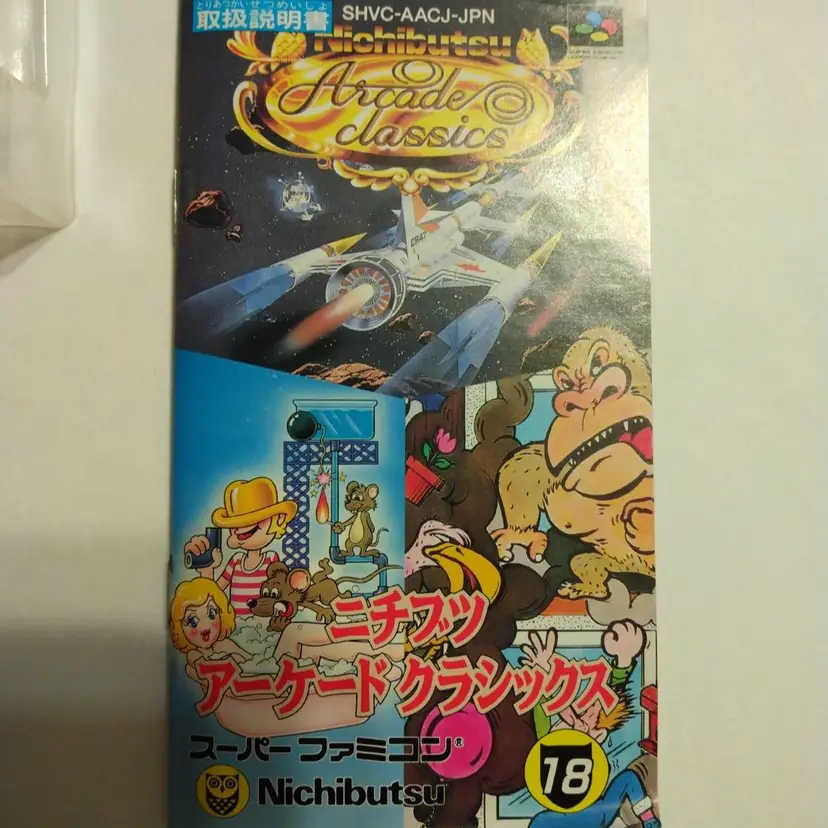 とりあつかいせつめいしょ
取扱説明書
SHVC-AACJ-JPN
Nichibutsu
Arcade
classics
CB47
ニチブツ
アーケード クラシックス
スーパーファミコン®
18
Nichibutsu